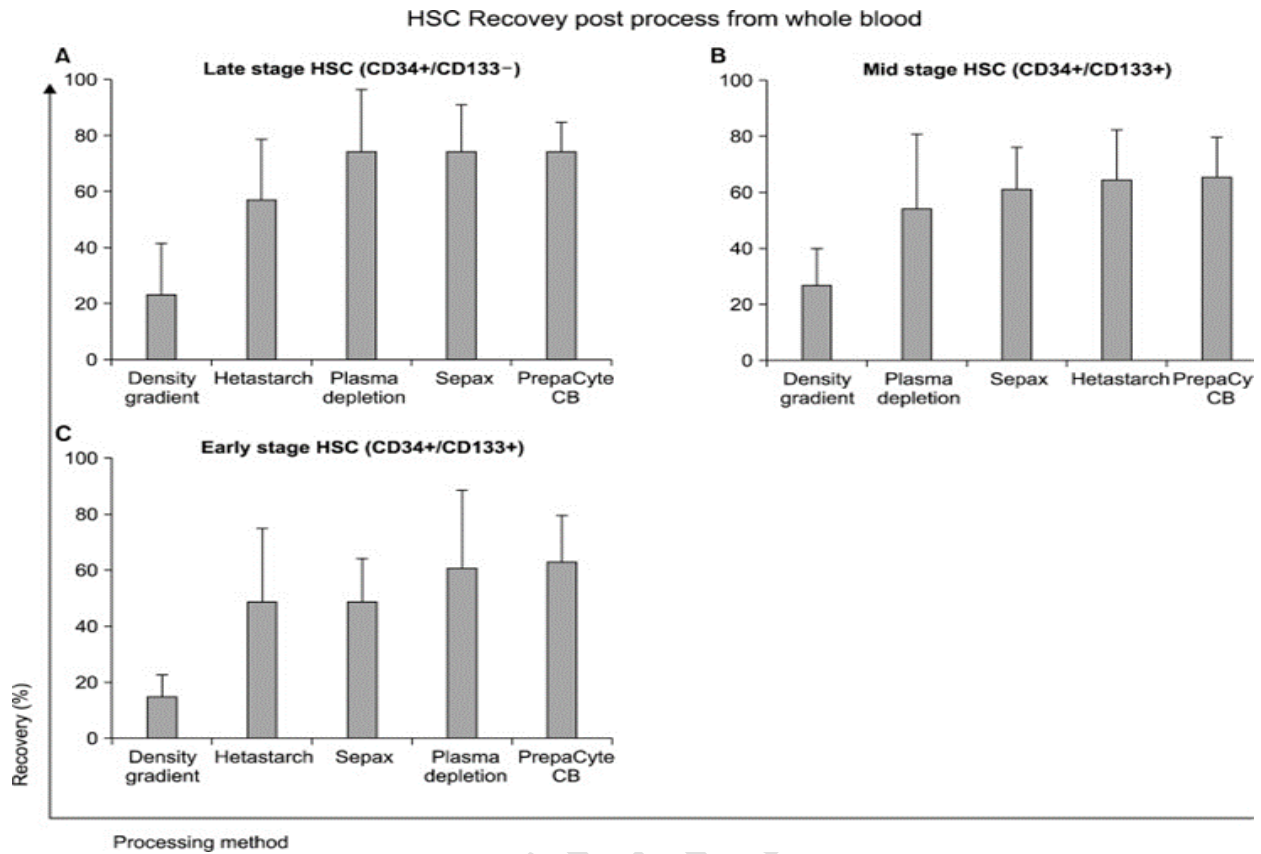 HSC Recovey post process from whole blood
A
Late stage HSC (CD34+/CD133−)
100
80
60
40
20
0
Density gradient
Hetastarch
Plasma depletion
Sepax
PrepaCyte CB
B
Mid stage HSC (CD34+/CD133+)
100
80
60
40
20
0
Density gradient
Plasma depletion
Sepax
Hetastarch
PrepaCy
CB
C
Early stage HSC (CD34+/CD133+)
100
80
60
40
20
0
Density gradient
Hetastarch
Sepax
Plasma depletion
PrepaCyte CB
Recovery (%)
Processing method